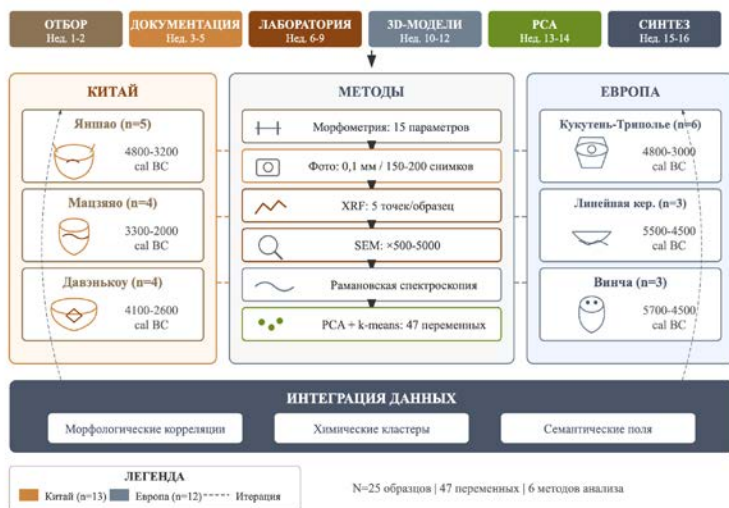 ОТБОР
Нед. 1-2
ДОКУМЕНТАЦИЯ
Нед. 3-5
ЛАБОРАТОРИЯ
Нед. 6-9
3D-МОДЕЛИ
Нед. 10-12
PCA
Нед. 13-14
СИНТЕЗ
Нед. 15-16
КИТАЙ
Яншао (n=5)
4800-3200
cal BC
Мацзяяо (n=4)
3300-2000
cal BC
Давэнькоу (n=4)
4100-2600
cal BC
МЕТОДЫ
Морфометрия: 15 параметров
Фото: 0,1 мм / 150-200 снимков
XRF: 5 точек/образец
SEM: ×500-5000
Рамановская спектроскопия
PCA + k-means: 47 переменных
ЕВРОПА
Кукутень-Триполье (n=6)
4800-3000
cal BC
Линейная кер. (n=3)
5500-4500
cal BC
Винча (n=3)
5700-4500
cal BC
ИНТЕГРАЦИЯ ДАННЫХ
Морфологические корреляции
Химические кластеры
Семантические поля
ЛЕГЕНДА
Китай (n=13)
Европа (n=12)
Итерация
N=25 образцов | 47 переменных | 6 методов анализа